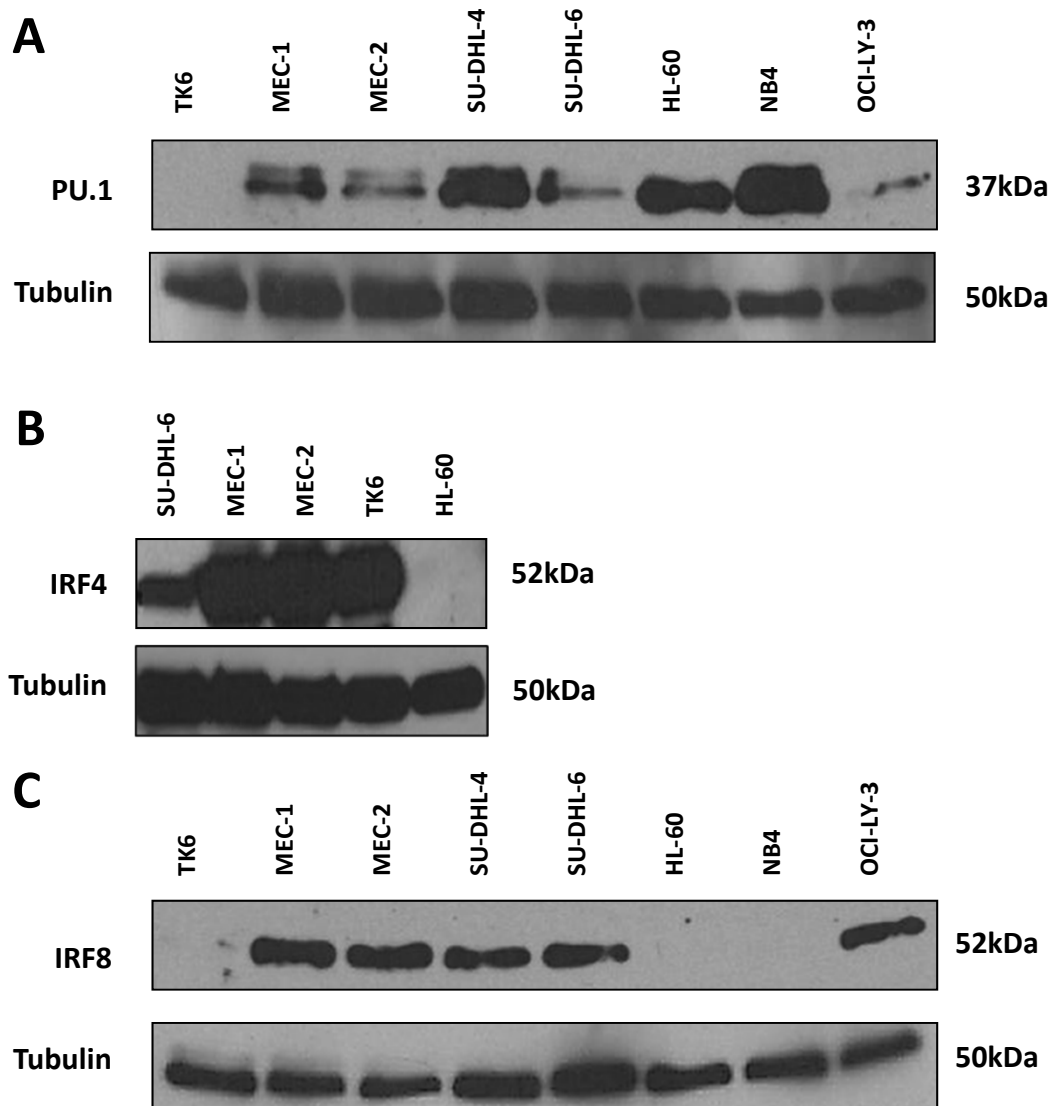 A
TK6 MEC-1 MEC-2 SU-DHL-4 SU-DHL-6 HL-60 NB4 OCI-LY-3
PU.1 37kDa
Tubulin 50kDa
B
SU-DHL-6 MEC-1 MEC-2 TK6 HL-60
IRF4 52kDa
Tubulin 50kDa
C
TK6 MEC-1 MEC-2 SU-DHL-4 SU-DHL-6 HL-60 NB4 OCI-LY-3
IRF8 52kDa
Tubulin 50kDa